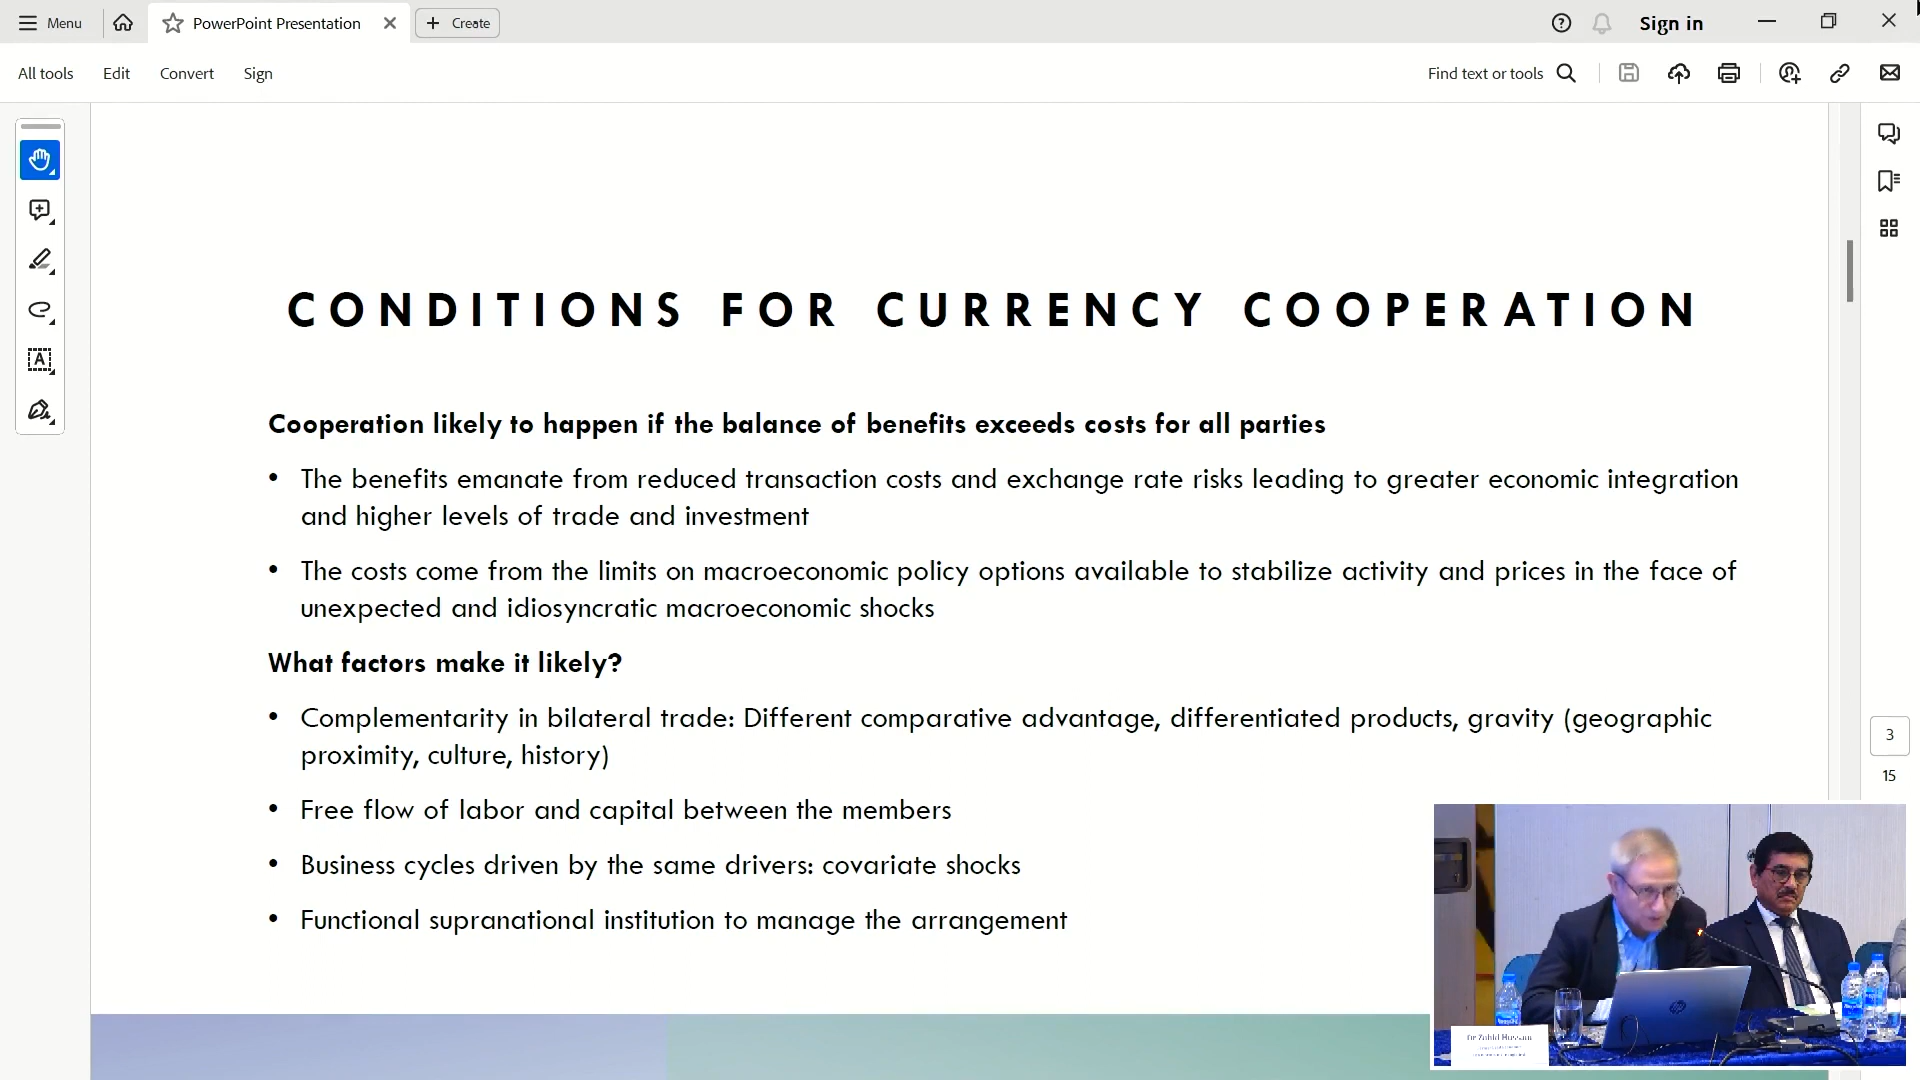 Menu
PowerPoint Presentation
Create
Sign in
All tools
Edit
Convert
Sign
Find text or tools
CONDITIONS FOR CURRENCY COOPERATION
Cooperation likely to happen if the balance of benefits exceeds costs for all parties
• The benefits emanate from reduced transaction costs and exchange rate risks leading to greater economic integration
and higher levels of trade and investment
• The costs come from the limits on macroeconomic policy options available to stabilize activity and prices in the face of
unexpected and idiosyncratic macroeconomic shocks
What factors make it likely?
• Complementarity in bilateral trade: Different comparative advantage, differentiated products, gravity (geographic
proximity, culture, history)
• Free flow of labor and capital between the members
• Business cycles driven by the same drivers: covariate shocks
• Functional supranational institution to manage the arrangement
3
15
Dr Zahid Hussain